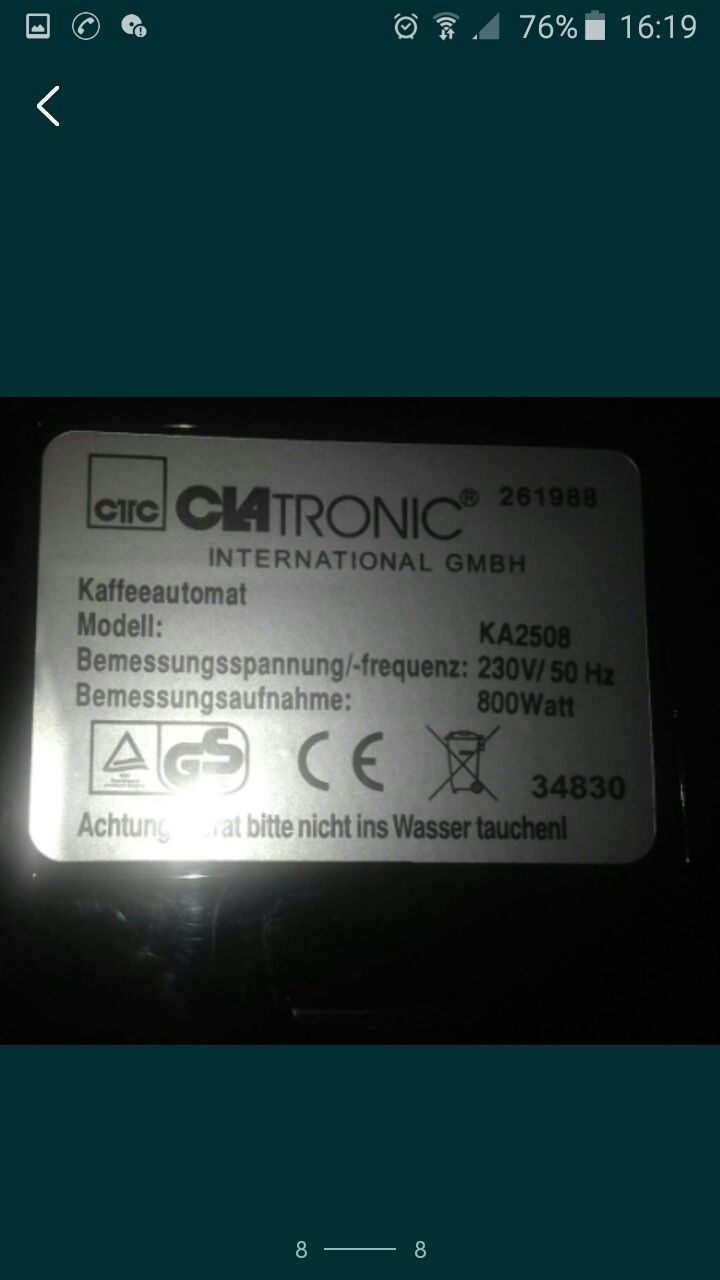 76% 16:19
CTC CLATRONIC® 261988
INTERNATIONAL GMBH
Kaffeeautomat
Modell: KA2508
Bemessungsspannung/-frequenz: 230V/ 50 Hz
Bemessungsaufnahme: 800Watt
GS CE 34830
Achtung bitte nicht ins Wasser tauchen!
8 8